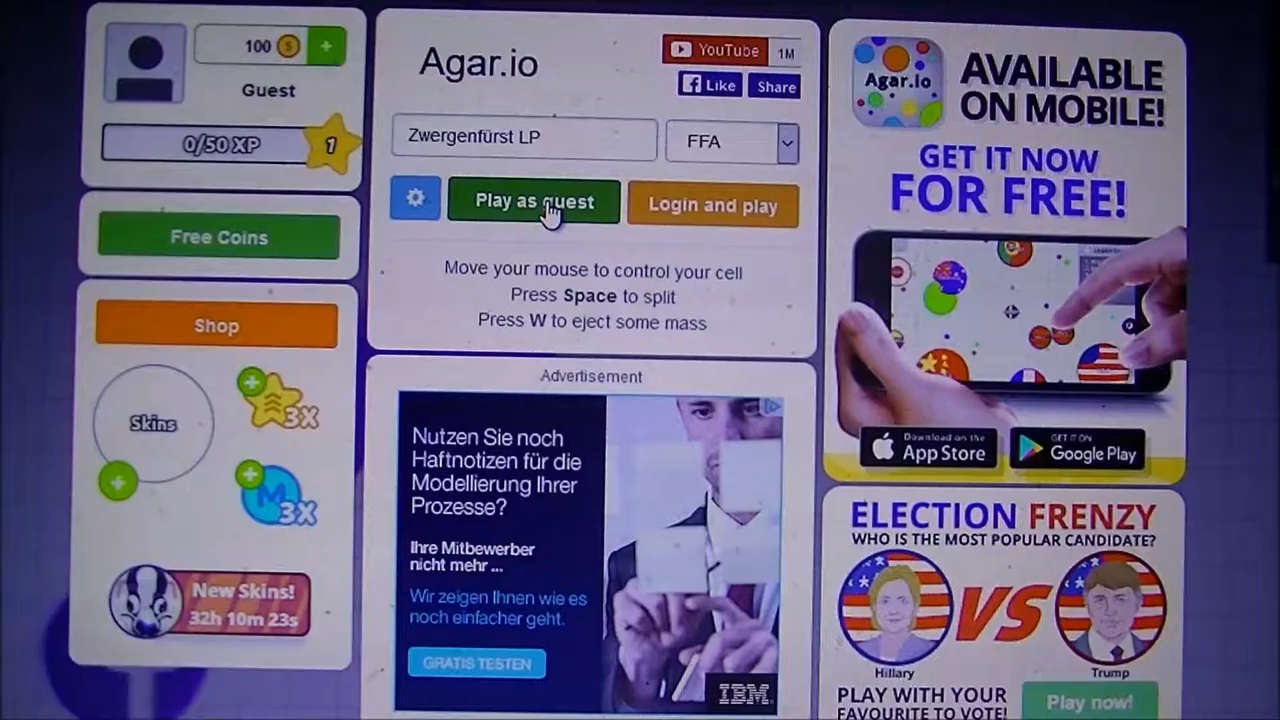 100
Guest
0/50 XP
1
Free Coins
Shop
Skins
3X
M
3X
New Skins!
32h 10m 23s
Agar.io
YouTube 1M
Like Share
Zwergenfürst LP
FFA
Play as guest
Login and play
Move your mouse to control your cell
Press Space to split
Press W to eject some mass
Advertisement
Nutzen Sie noch
Haftnotizen für die
Modellierung Ihrer
Prozesse?
Ihre Mitbewerber
nicht mehr ...
Wir zeigen Ihnen wie es
noch einfacher geht.
GRATIS TESTEN
IBM
Agar.io
AVAILABLE
ON MOBILE!
GET IT NOW
FOR FREE!
Download on the
App Store
GET IT ON
Google Play
ELECTION FRENZY
WHO IS THE MOST POPULAR CANDIDATE?
VS
Hillary
Trump
PLAY WITH YOUR
FAVOURITE TO VOTE!
Play now!